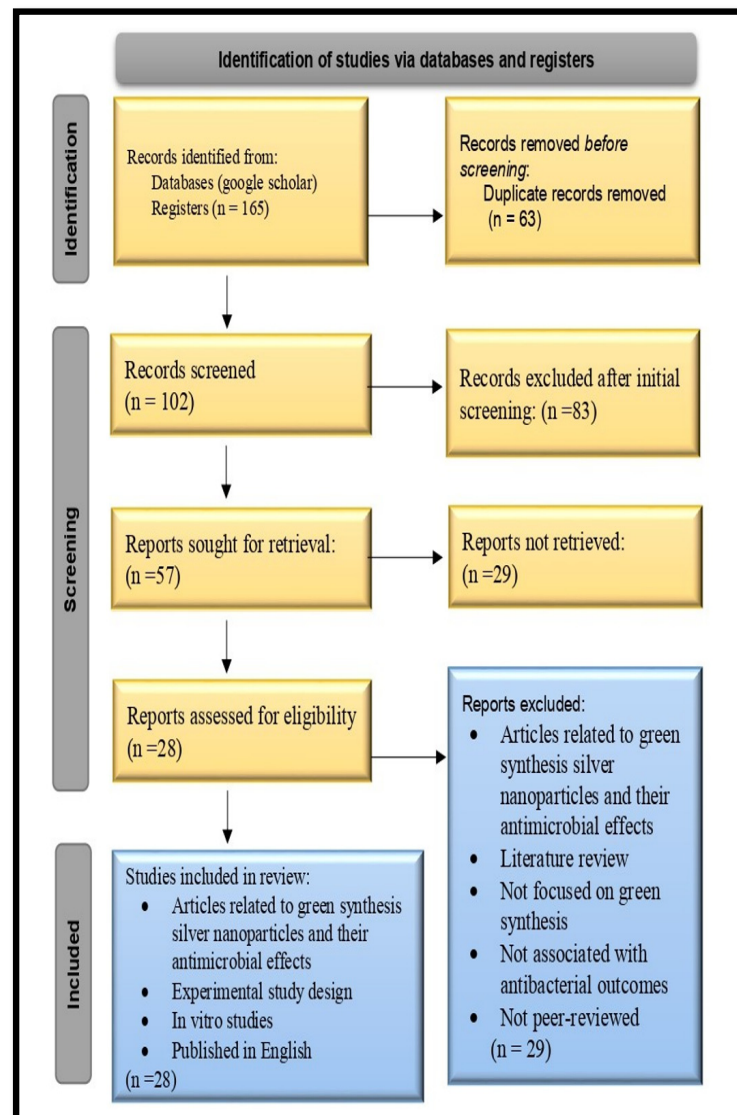 Identification of studies via databases and registers
Identification
Records identified from:
Databases (google scholar)
Registers (n = 165)
Records removed before
screening:
Duplicate records removed
(n = 63)
Screening
Records screened
(n = 102)
Records excluded after initial
screening: (n =83)
Reports sought for retrieval:
(n =57)
Reports not retrieved:
(n =29)
Reports assessed for eligibility
(n =28)
Reports excluded:
• Articles related to green
synthesis silver
nanoparticles and their
antimicrobial effects
• Literature review
• Not focused on green
synthesis
• Not associated with
antibacterial outcomes
• Not peer-reviewed
(n = 29)
Included
Studies included in review:
• Articles related to green synthesis
silver nanoparticles and their
antimicrobial effects
• Experimental study design
• In vitro studies
• Published in English
(n =28)